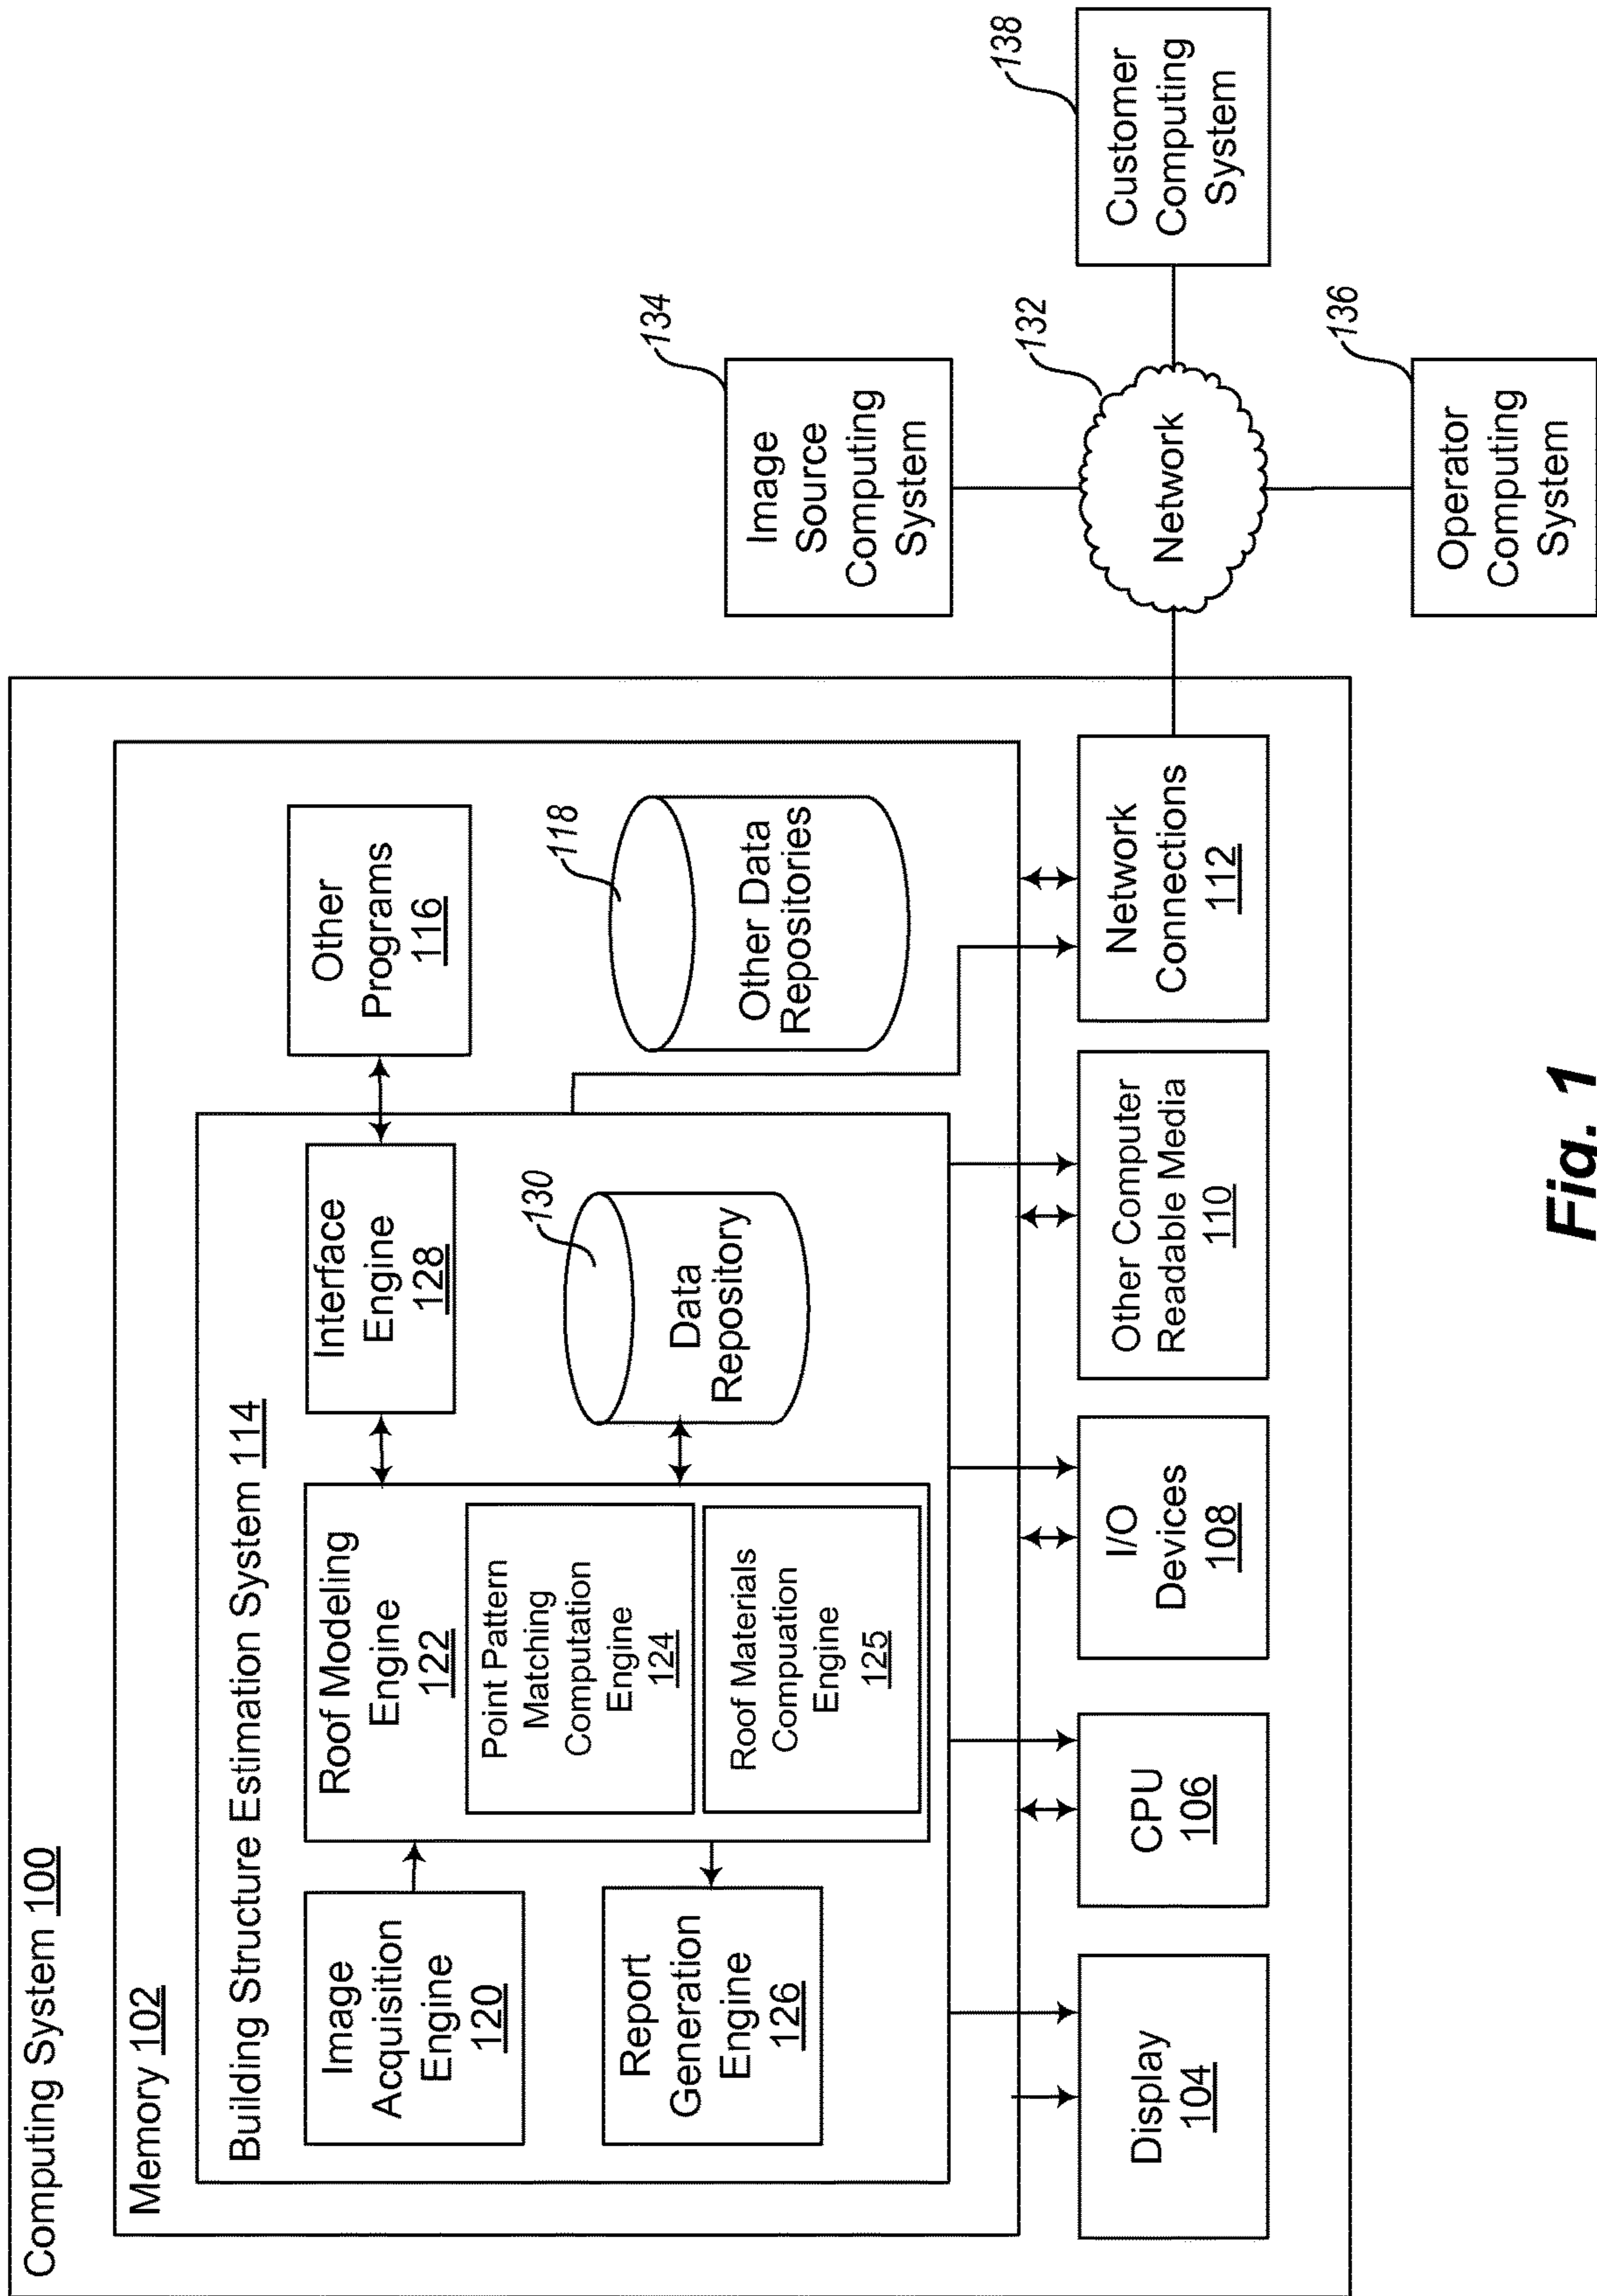 Computing System 100
Memory 102
Building Structure Estimation System 114
Image
Acquisition
Engine
120
Roof Modeling
Engine
122
Point Pattern
Matching
Computation
Engine
124
Roof Materials
Compuation
Engine
125
Interface
Engine
128
Other
Programs
116
Report
Generation
Engine
126
130
Data
Repository
118
Other Data
Repositories
Display
104
CPU
106
I/O
Devices
108
Other Computer
Readable Media
110
Network
Connections
112
134
Image
Source
Computing
System
132
Network
138
Customer
Computing
System
136
Operator
Computing
System
Fig. 1